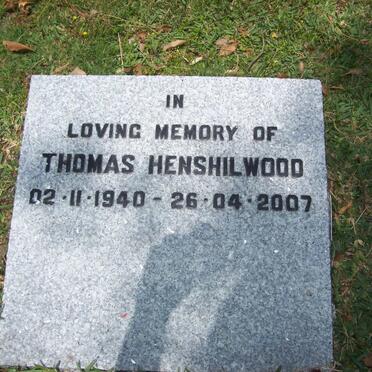 IN
LOVING MEMORY OF
THOMAS HENSHILWOOD
02·11·1940 - 26·04·2007